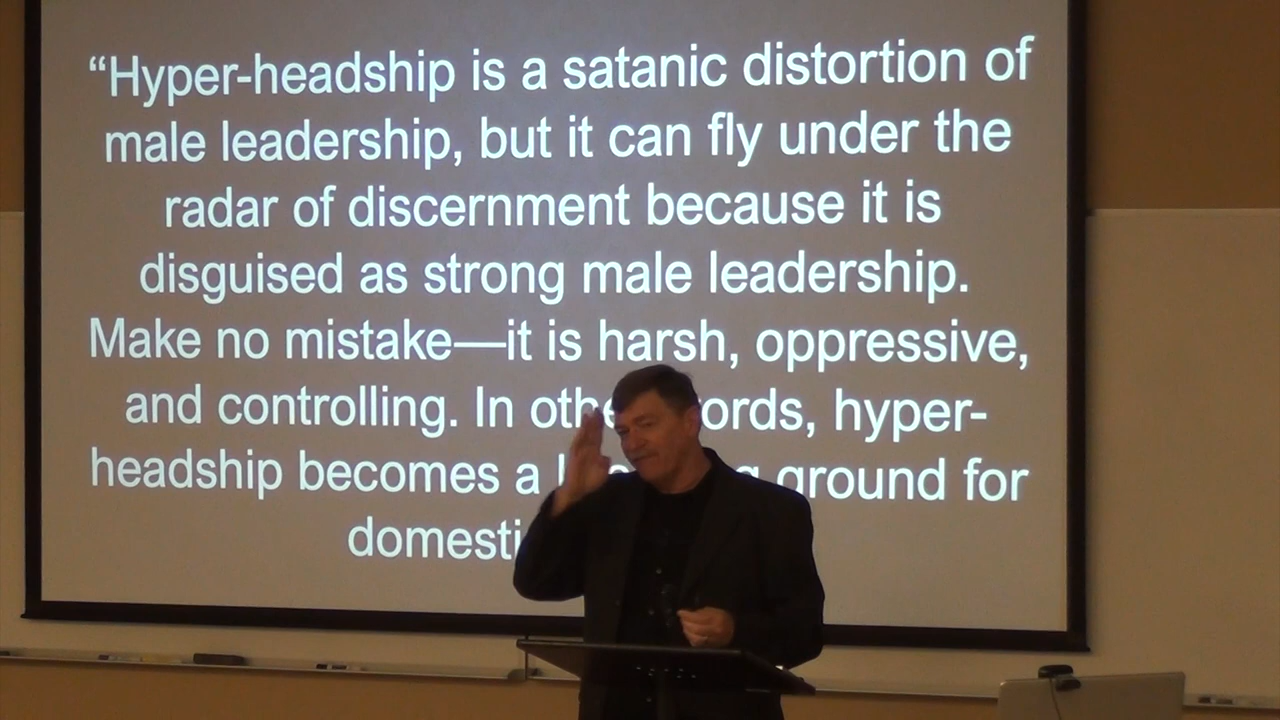 “Hyper-headship is a satanic distortion of
male leadership, but it can fly under the
radar of discernment because it is
disguised as strong male leadership.
Make no mistake—it is harsh, oppressive,
and controlling. In other words, hyper-
headship becomes a ground for